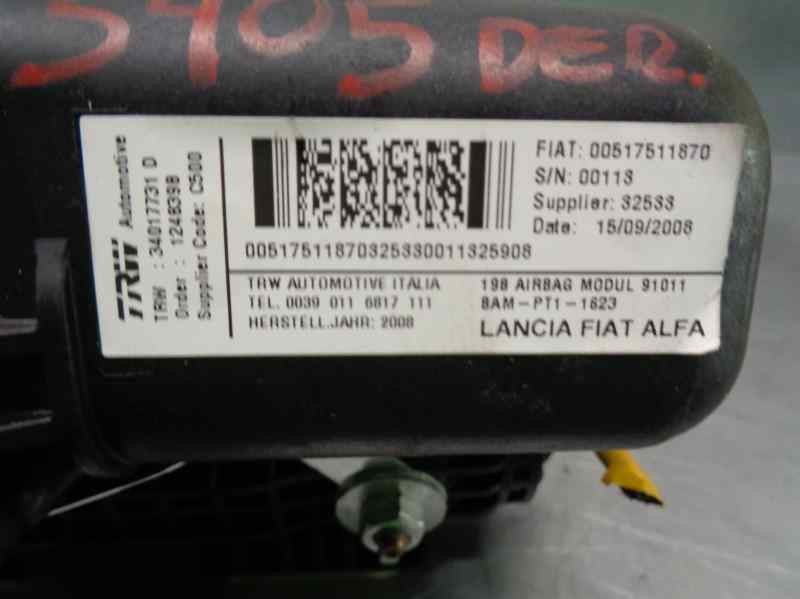 5405 DER.
TRW Automotive
TRW : 34017731 D
Order : 1246398
Supplier Code: C500
FIAT: 00517511870
S/N: 00113
Supplier: 32533
Date: 15/09/2008
00517511870325330011325908
TRW AUTOMOTIVE ITALIA
TEL. 0039 011 6817 111
HERSTELL.JAHR: 2008
198 AIRBAG MODUL 91011
8AM-PT1-1623
LANCIA FIAT ALFA